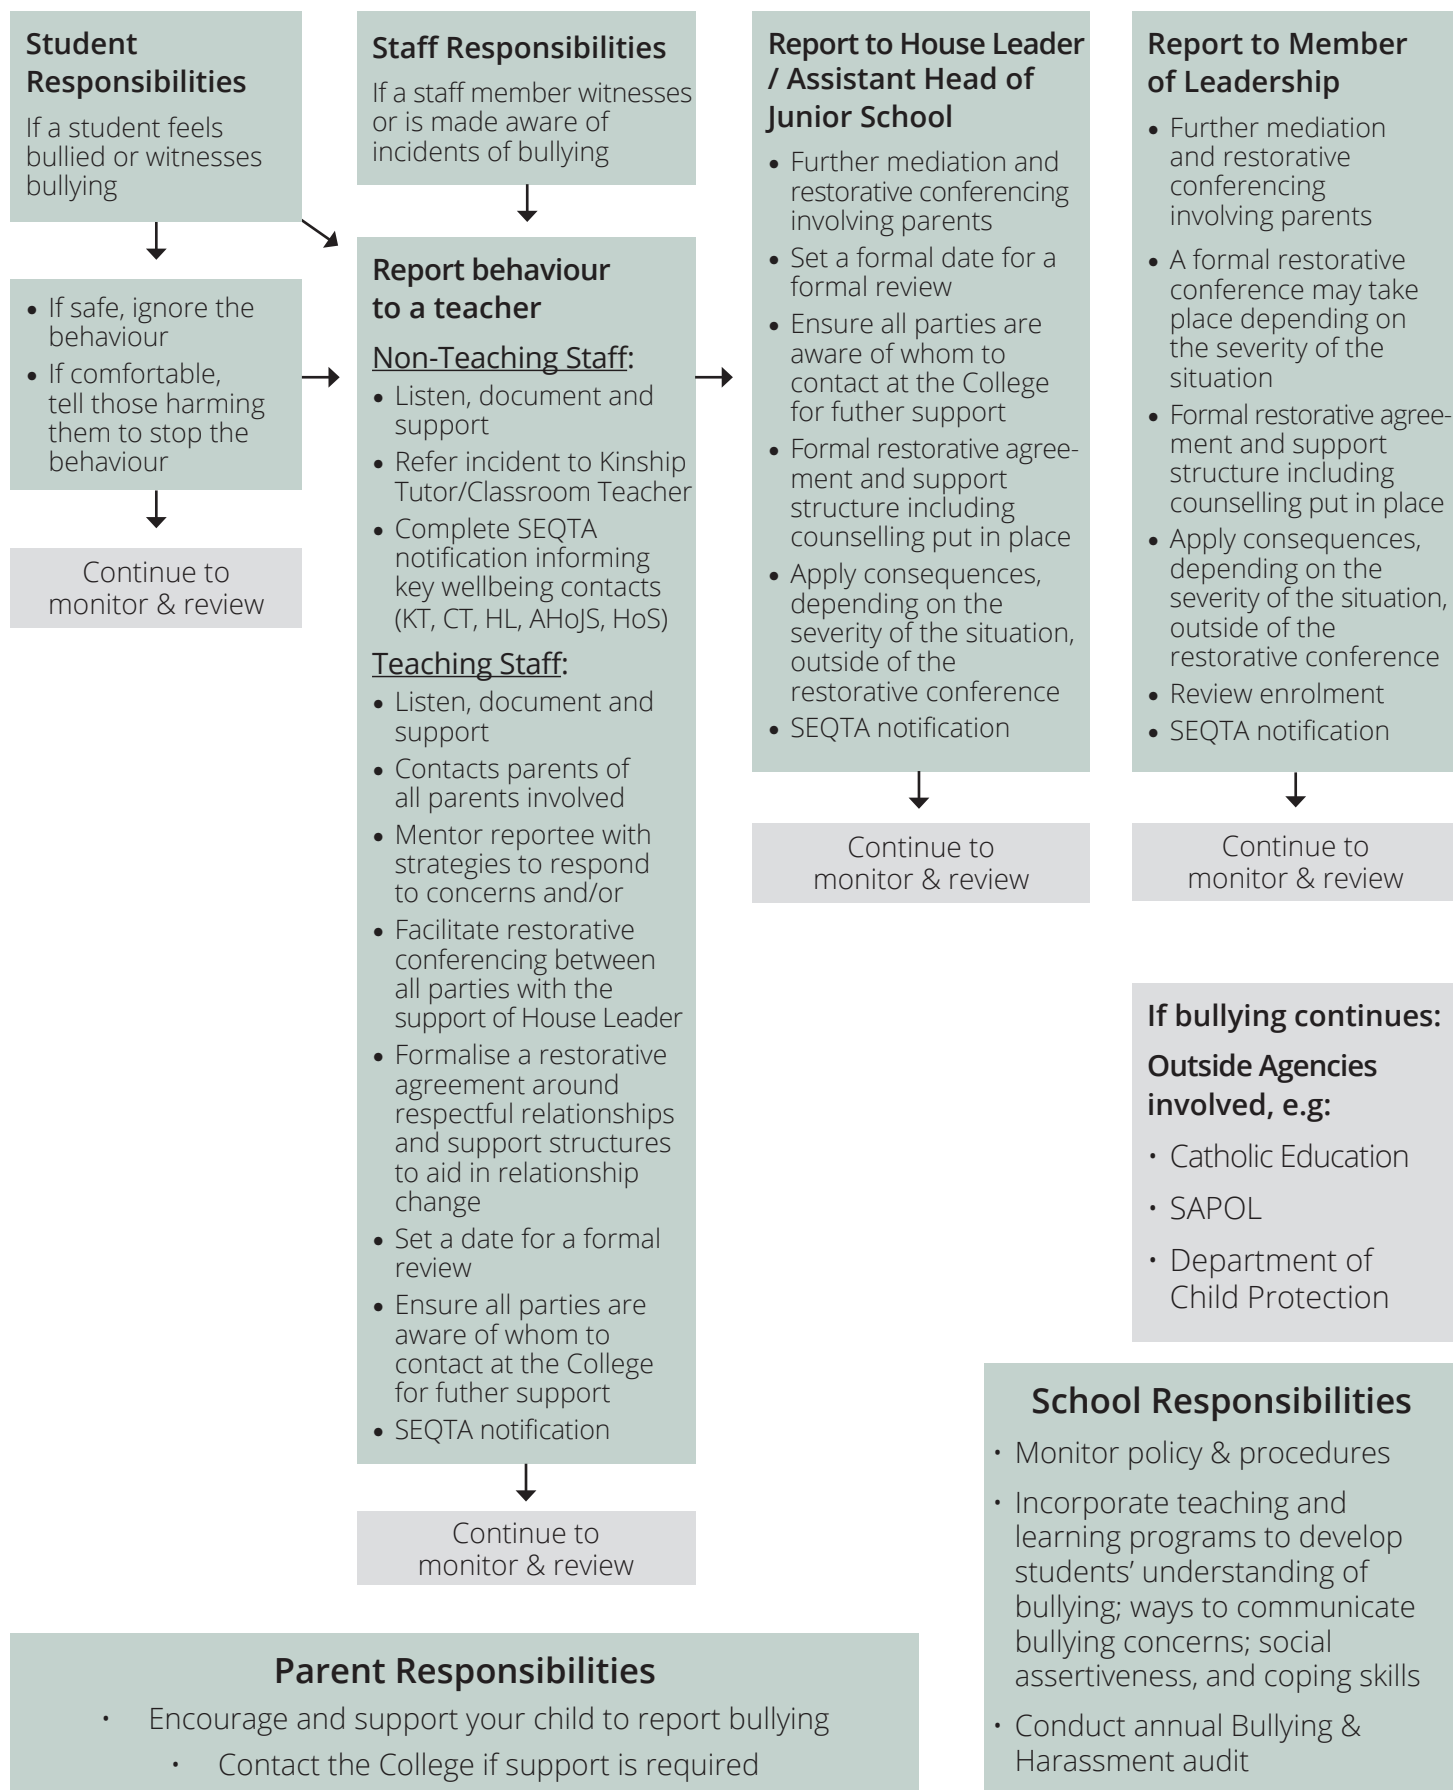 Student
Responsibilities
If a student feels
bullied or witnesses
bullying
• If safe, ignore the
behaviour
• If comfortable,
tell those harming
them to stop the
behaviour
Continue to
monitor & review
Staff Responsibilities
If a staff member witnesses
or is made aware of
incidents of bullying
Report behaviour
to a teacher
Non-Teaching Staff:
• Listen, document and
support
• Refer incident to Kinship
Tutor/Classroom Teacher
• Complete SEQTA
notification informing
key wellbeing contacts
(KT, CT, HL, AHoJS, HoS)
Teaching Staff:
• Listen, document and
support
• Contacts parents of
all parents involved
• Mentor reportee with
strategies to respond
to concerns and/or
• Facilitate restorative
conferencing between
all parties with the
support of House Leader
• Formalise a restorative
agreement around
respectful relationships
and support structures
to aid in relationship
change
• Set a date for a formal
review
• Ensure all parties are
aware of whom to
contact at the College
for futher support
• SEQTA notification
Continue to
monitor & review
Report to House Leader
/ Assistant Head of
Junior School
• Further mediation and
restorative conferencing
involving parents
• Set a formal date for a
formal review
• Ensure all parties are
aware of whom to
contact at the College
for futher support
• Formal restorative agree-
ment and support
structure including
counselling put in place
• Apply consequences,
depending on the
severity of the situation,
outside of the
restorative conference
• SEQTA notification
Continue to
monitor & review
Report to Member
of Leadership
• Further mediation
and restorative
conferencing
involving parents
• A formal restorative
conference may take
place depending on
the severity of the
situation
• Formal restorative agree-
ment and support
structure including
counselling put in place
• Apply consequences,
depending on the
severity of the situation,
outside of the
restorative conference
• Review enrolment
• SEQTA notification
Continue to
monitor & review
If bullying continues:
Outside Agencies
involved, e.g:
• Catholic Education
• SAPOL
• Department of
Child Protection
School Responsibilities
• Monitor policy & procedures
• Incorporate teaching and
learning programs to develop
students’ understanding of
bullying; ways to communicate
bullying concerns; social
assertiveness, and coping skills
• Conduct annual Bullying &
Harassment audit
Parent Responsibilities
• Encourage and support your child to report bullying
• Contact the College if support is required